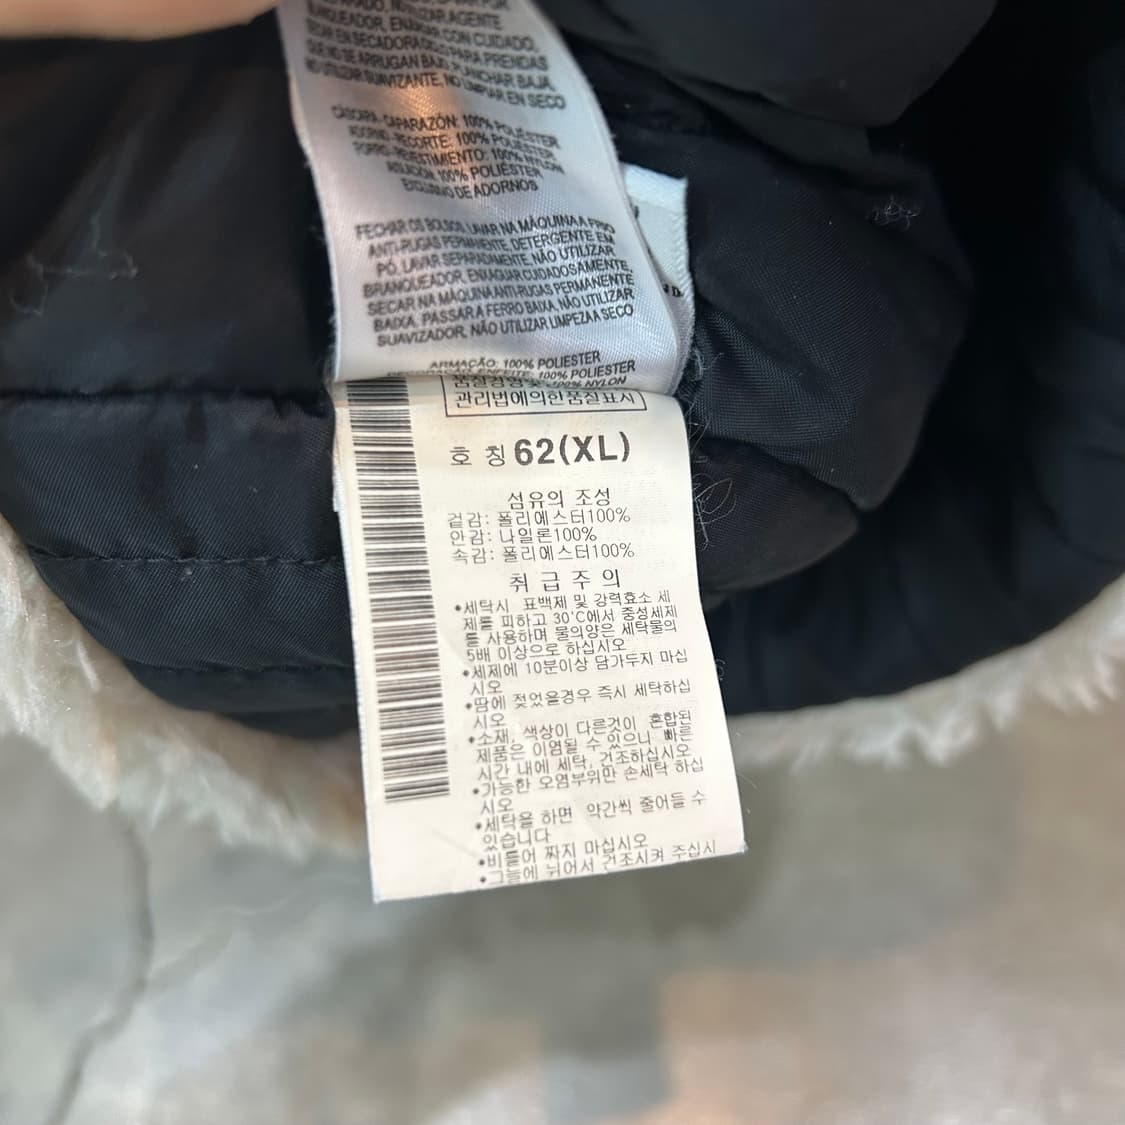 BLANQUEADOR, ENJUAGAR CON CUIDADO,
QUE NO SE ARRUGAN BAJO, PLANCHAR BAJA,
NO UTILIZAR SUAVIZANTE, NO LIMPIAR EN SECO
CÁSCARA-CAPARAZÓN: 100% POLIÉSTER
ADORNO-RECORTE: 100% POLIÉSTER
FORRO-REVESTIMIENTO: 100% NYLON
100% POLIÉSTER
EXCLUSIVO DE ADORNOS
FECHAR OS BOLSOS, LAVAR NA MÁQUINA A FRIO
ANTI-RUGAS PERMANENTE, DETERGENTE EM
PÓ. LAVAR SEPARADAMENTE, NÃO UTILIZAR
BRANQUEADOR, ENXAGUAR CUIDADOSAMENTE,
SECAR NA MÁQUINA ANTI-RUGAS PERMANENTE
BAIXA, PASSAR A FERRO BAIXA, NÃO UTILIZAR
SUAVIZADOR, NÃO UTILIZAR LIMPEZA A SECO
ARMAÇÃO: 100% POLIESTER
100% POLIESTER
100% NYLON
관리법에의한품질표시
호 칭 62(XL)
섬유의 조성
겉감: 폴리에스터100%
안감: 나일론100%
속감: 폴리에스터100%
취 급 주 의
•세탁시 표백제 및 강력효소 세
제를 피하고 30'C에서 중성세제
를 사용하며 물의양은 세탁물의
5배 이상으로 하십시오
•세제에 10분이상 담가두지 마십
시오
•땀에 젖었을경우 즉시 세탁하십
시오
•소재, 색상이 다른것이 혼합된
제품은 이염될 수 있으니 빠른
시간 내에 세탁, 건조하십시오
•가능한 오염부위만 손세탁 하십
시오
•세탁을 하면 약간씩 줄어들 수
있습니다
•비틀어 짜지 마십시오
•그늘에 뉘어서 건조시켜 주십시